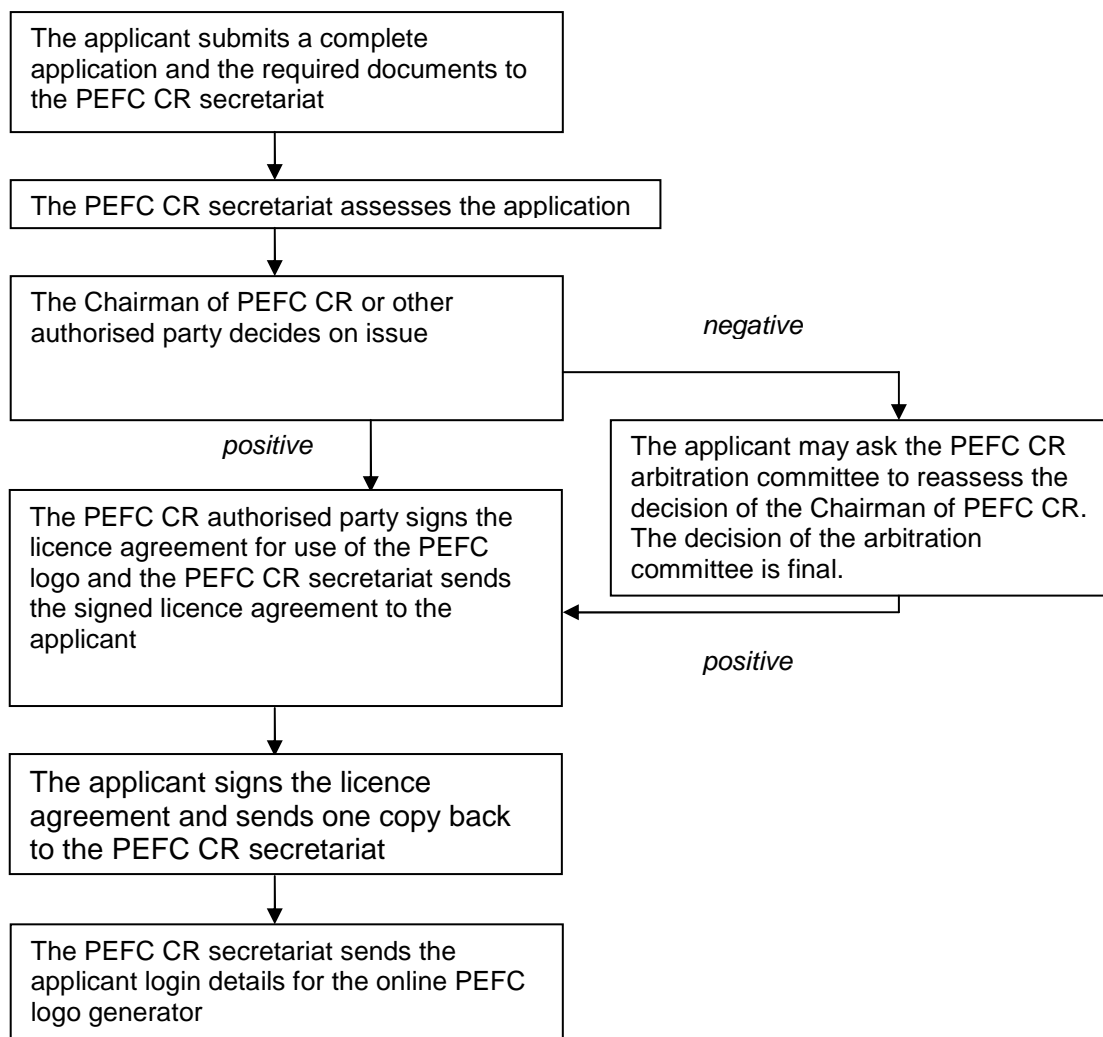 The applicant submits a complete
application and the required documents to
the PEFC CR secretariat
The PEFC CR secretariat assesses the application
The Chairman of PEFC CR or other
authorised party decides on issue
negative
positive
The applicant may ask the PEFC CR
arbitration committee to reassess the
decision of the Chairman of PEFC CR.
The decision of the arbitration
committee is final.
The PEFC CR authorised party signs the
licence agreement for use of the PEFC
logo and the PEFC CR secretariat sends
the signed licence agreement to the
applicant
positive
The applicant signs the licence
agreement and sends one copy back
to the PEFC CR secretariat
The PEFC CR secretariat sends the
applicant login details for the online PEFC
logo generator